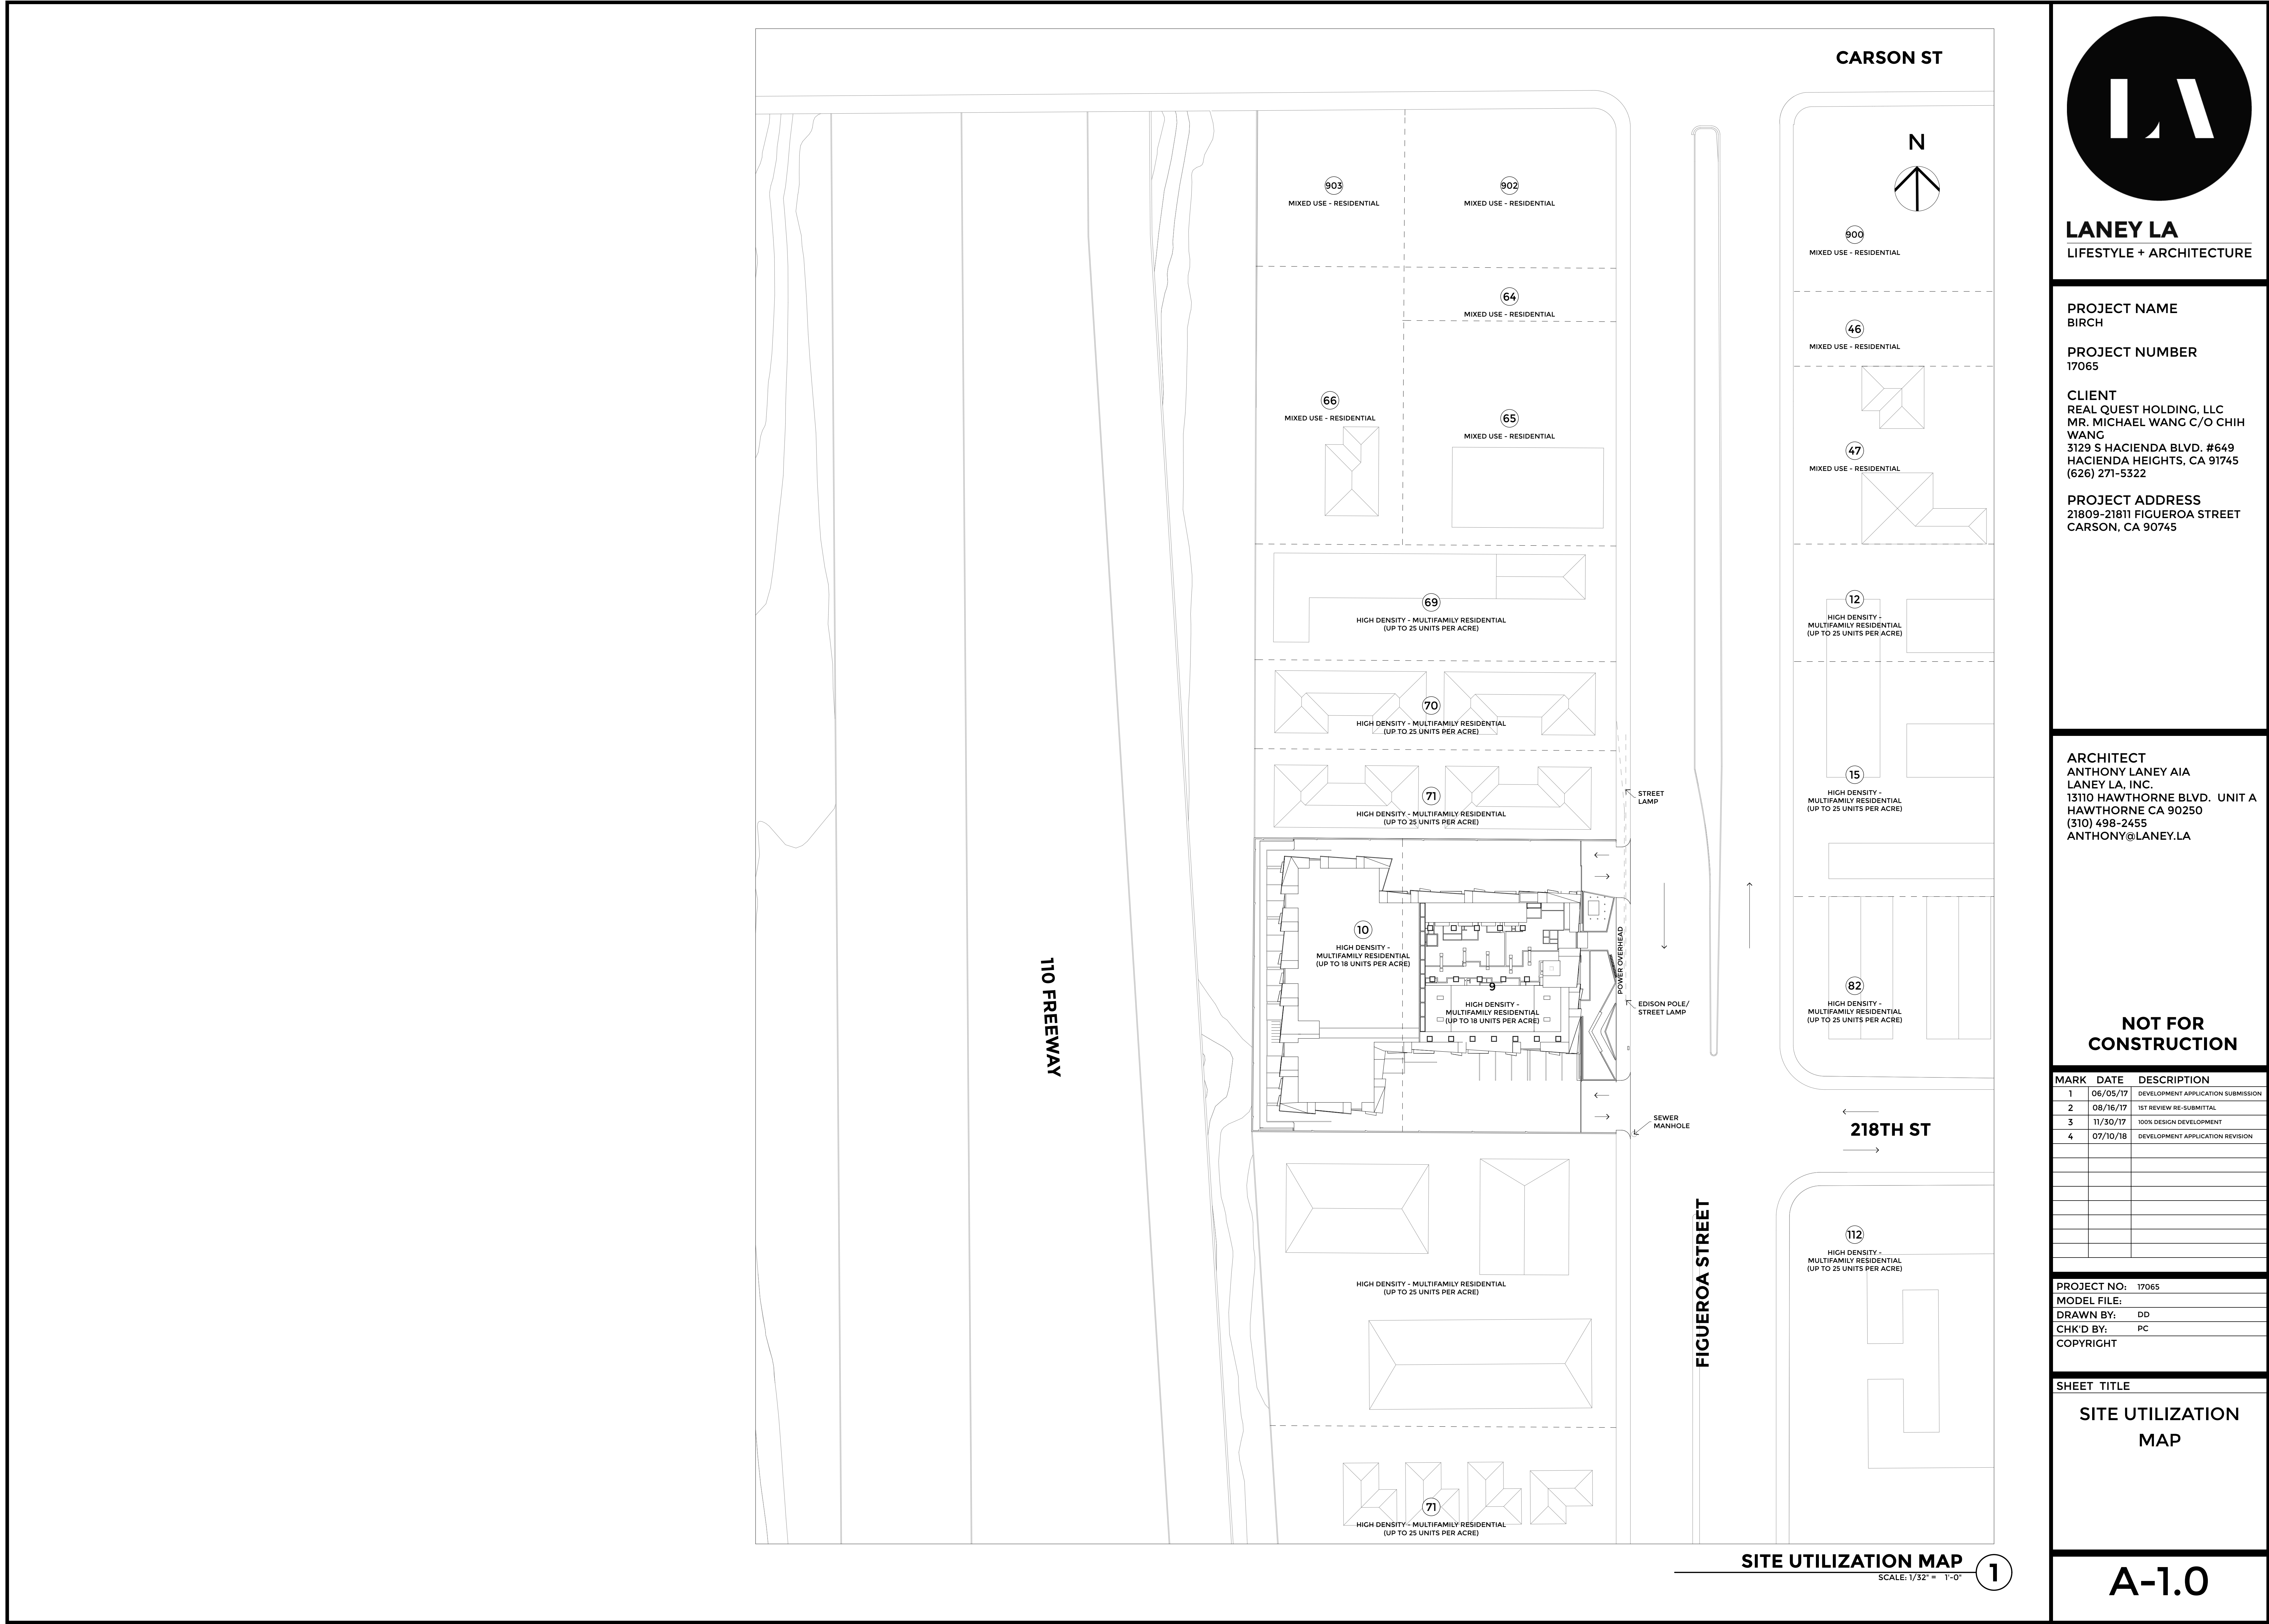 CARSON ST
N
903
MIXED USE - RESIDENTIAL
902
MIXED USE - RESIDENTIAL
900
MIXED USE - RESIDENTIAL
64
MIXED USE - RESIDENTIAL
46
MIXED USE - RESIDENTIAL
66
MIXED USE - RESIDENTIAL
65
MIXED USE - RESIDENTIAL
47
MIXED USE - RESIDENTIAL
69
HIGH DENSITY - MULTIFAMILY RESIDENTIAL
(UP TO 25 UNITS PER ACRE)
12
HIGH DENSITY -
MULTIFAMILY RESIDENTIAL
(UP TO 25 UNITS PER ACRE)
70
HIGH DENSITY - MULTIFAMILY RESIDENTIAL
(UP TO 25 UNITS PER ACRE)
71
HIGH DENSITY - MULTIFAMILY RESIDENTIAL
(UP TO 25 UNITS PER ACRE)
STREET
LAMP
15
HIGH DENSITY -
MULTIFAMILY RESIDENTIAL
(UP TO 25 UNITS PER ACRE)
10
HIGH DENSITY -
MULTIFAMILY RESIDENTIAL
(UP TO 18 UNITS PER ACRE)
9
HIGH DENSITY -
MULTIFAMILY RESIDENTIAL
(UP TO 18 UNITS PER ACRE)
POWER OVERHEAD
EDISON POLE/
STREET LAMP
82
HIGH DENSITY -
MULTIFAMILY RESIDENTIAL
(UP TO 25 UNITS PER ACRE)
110 FREEWAY
SEWER
MANHOLE
218TH ST
FIGUEROA STREET
112
HIGH DENSITY -
MULTIFAMILY RESIDENTIAL
(UP TO 25 UNITS PER ACRE)
HIGH DENSITY - MULTIFAMILY RESIDENTIAL
(UP TO 25 UNITS PER ACRE)
71
HIGH DENSITY - MULTIFAMILY RESIDENTIAL
(UP TO 25 UNITS PER ACRE)
SITE UTILIZATION MAP
SCALE: 1/32" = 1'-0"
1
LA
LANEY LA
LIFESTYLE + ARCHITECTURE
PROJECT NAME
BIRCH
PROJECT NUMBER
17065
CLIENT
REAL QUEST HOLDING, LLC
MR. MICHAEL WANG C/O CHIH
WANG
3129 S HACIENDA BLVD. #649
HACIENDA HEIGHTS, CA 91745
(626) 271-5322
PROJECT ADDRESS
21809-21811 FIGUEROA STREET
CARSON, CA 90745
ARCHITECT
ANTHONY LANEY AIA
LANEY LA, INC.
13110 HAWTHORNE BLVD. UNIT A
HAWTHORNE CA 90250
(310) 498-2455
ANTHONY@LANEY.LA
NOT FOR
CONSTRUCTION
MARK DATE DESCRIPTION
1 06/05/17 DEVELOPMENT APPLICATION SUBMISSION
2 08/16/17 1ST REVIEW RE-SUBMITTAL
3 11/30/17 100% DESIGN DEVELOPMENT
4 07/10/18 DEVELOPMENT APPLICATION REVISION
PROJECT NO: 17065
MODEL FILE:
DRAWN BY: DD
CHK'D BY: PC
COPYRIGHT
SHEET TITLE
SITE UTILIZATION
MAP
A-1.0